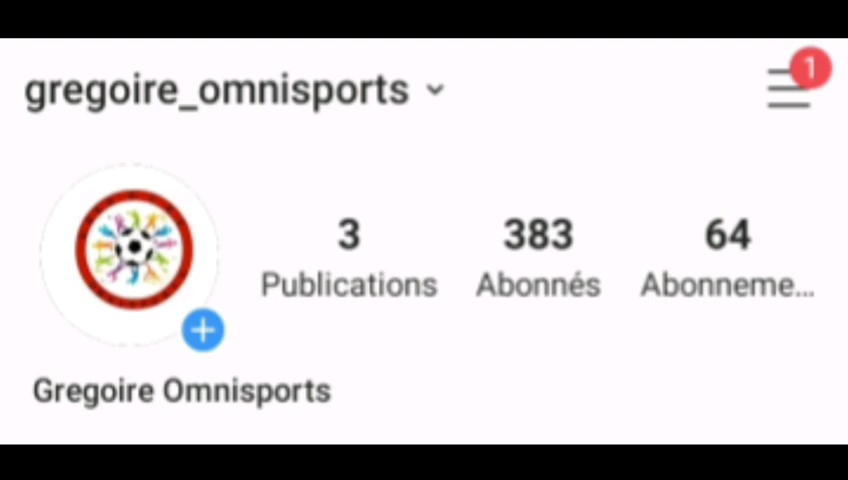 gregoire_omnisports
1
3 383 64
Publications Abonnés Abonneme...
Gregoire Omnisports